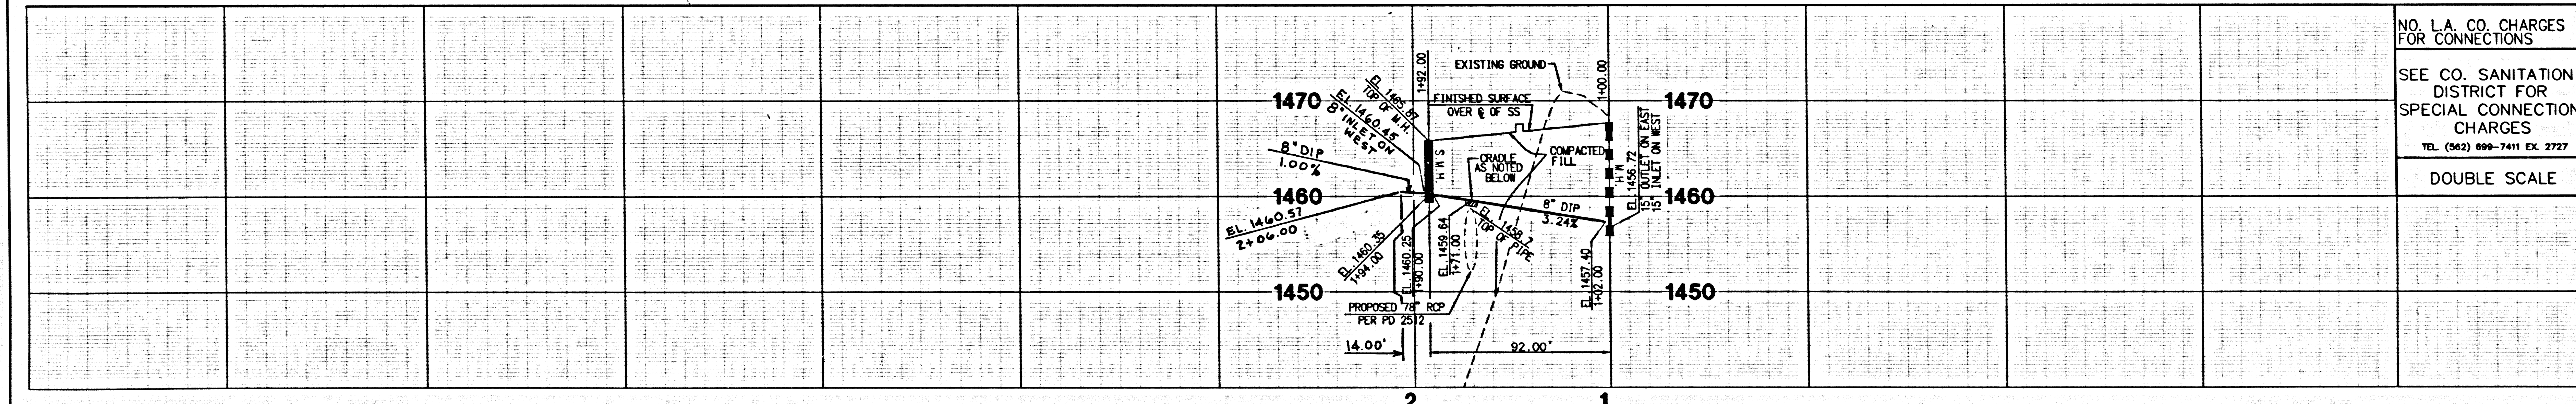 EXISTING GROUND
1+92.00
1+00.00
1470
EL. 1465.87
TOP OF M.H.
FINISHED SURFACE
OVER ℄ OF SS
1470
EL. 1460.45
8" INLET ON
WEST
8" DIP
1.00%
S.M.H.
CRADLE
AS NOTED
BELOW
COMPACTED
FILL
M.H.
EL. 1456.72
15" OUTLET ON EAST
15" INLET ON WEST
1460
1460
EL. 1460.57
2+06.00
EL. 1460.35
1+94.00
EL. 1460.25
1+90.00
EL. 1459.64
1+71.00
EL. 1458.7
TOP OF PIPE
8" DIP
3.24%
EL. 1457.40
1+02.00
1450
1450
PROPOSED 78" RCP
PER PD 2512
14.00'
92.00'
2
1
NO. L.A. CO. CHARGES
FOR CONNECTIONS
SEE CO. SANITATION
DISTRICT FOR
SPECIAL CONNECTION
CHARGES
TEL. (562) 699-7411 EX. 2727
DOUBLE SCALE